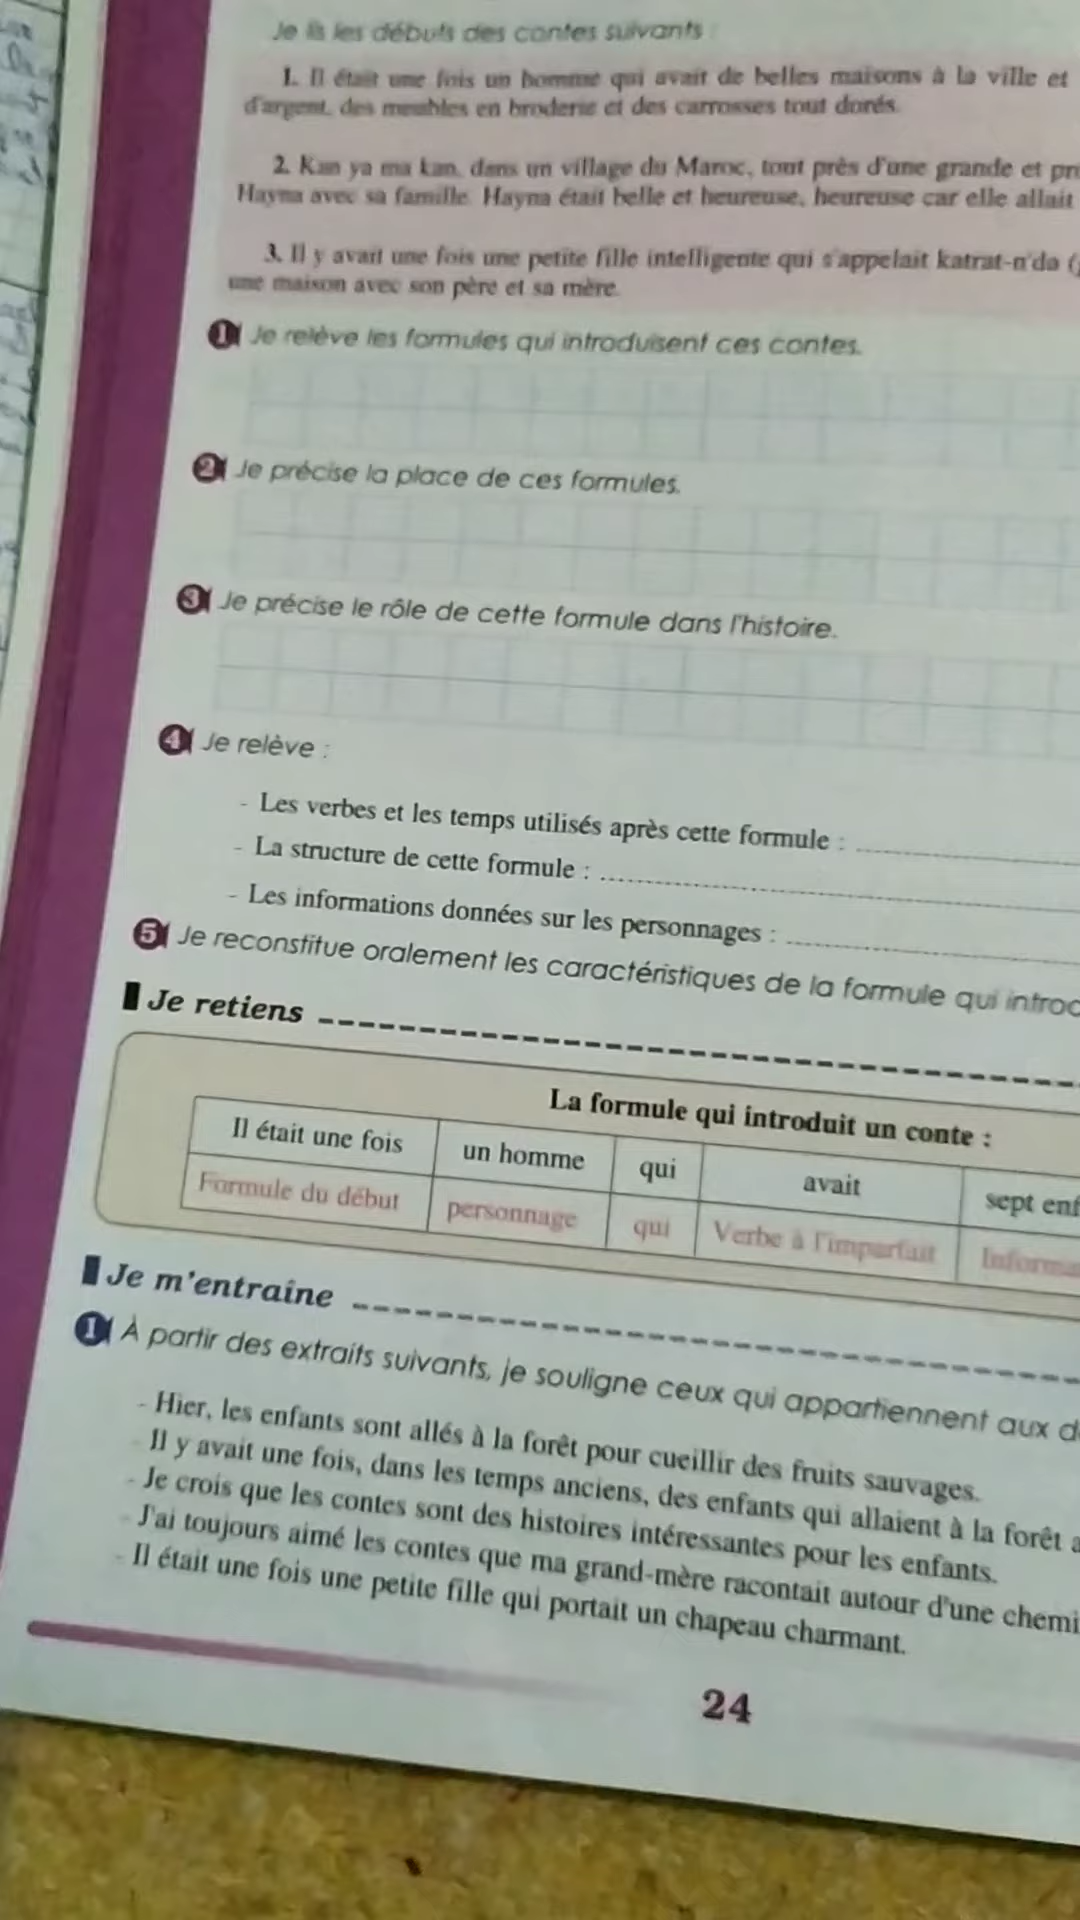 Je lis les débuts des contes suivants :
1. Il était une fois un homme qui avait de belles maisons à la ville et
d'argent, des meubles en broderie et des carrosses tout dorés.
2. Kan ya ma kan, dans un village du Maroc, tout près d'une grande et
Hayna avec sa famille. Hayna était belle et heureuse, heureuse car elle allait
3. Il y avait une fois une petite fille intelligente qui s'appelait katrat-n'da
une maison avec son père et sa mère.
1 Je relève les formules qui introduisent ces contes.
2 Je précise la place de ces formules.
3 Je précise le rôle de cette formule dans l'histoire.
4 Je relève :
- Les verbes et les temps utilisés après cette formule :
- La structure de cette formule :
- Les informations données sur les personnages :
5 Je reconstitue oralement les caractéristiques de la formule qui
Je retiens
La formule qui introduit un conte :
Il était une fois un homme qui avait sept
Formule du début personnage qui Verbe à l'imparfait
Je m'entraîne
1 À partir des extraits suivants, je souligne ceux qui appartiennent aux
- Hier, les enfants sont allés à la forêt pour cueillir des fruits sauvages.
- Il y avait une fois, dans les temps anciens, des enfants qui allaient à la forêt
- Je crois que les contes sont des histoires intéressantes pour les enfants.
- J'ai toujours aimé les contes que ma grand-mère racontait autour d'une
- Il était une fois une petite fille qui portait un chapeau charmant.
24